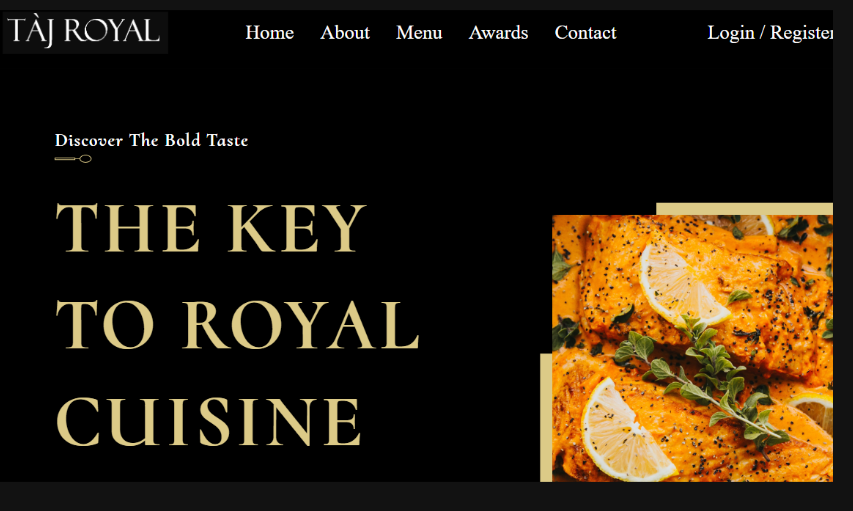 TÀJ ROYAL
Home About Menu Awards Contact Login / Register
Discover The Bold Taste
THE KEY
TO ROYAL
CUISINE